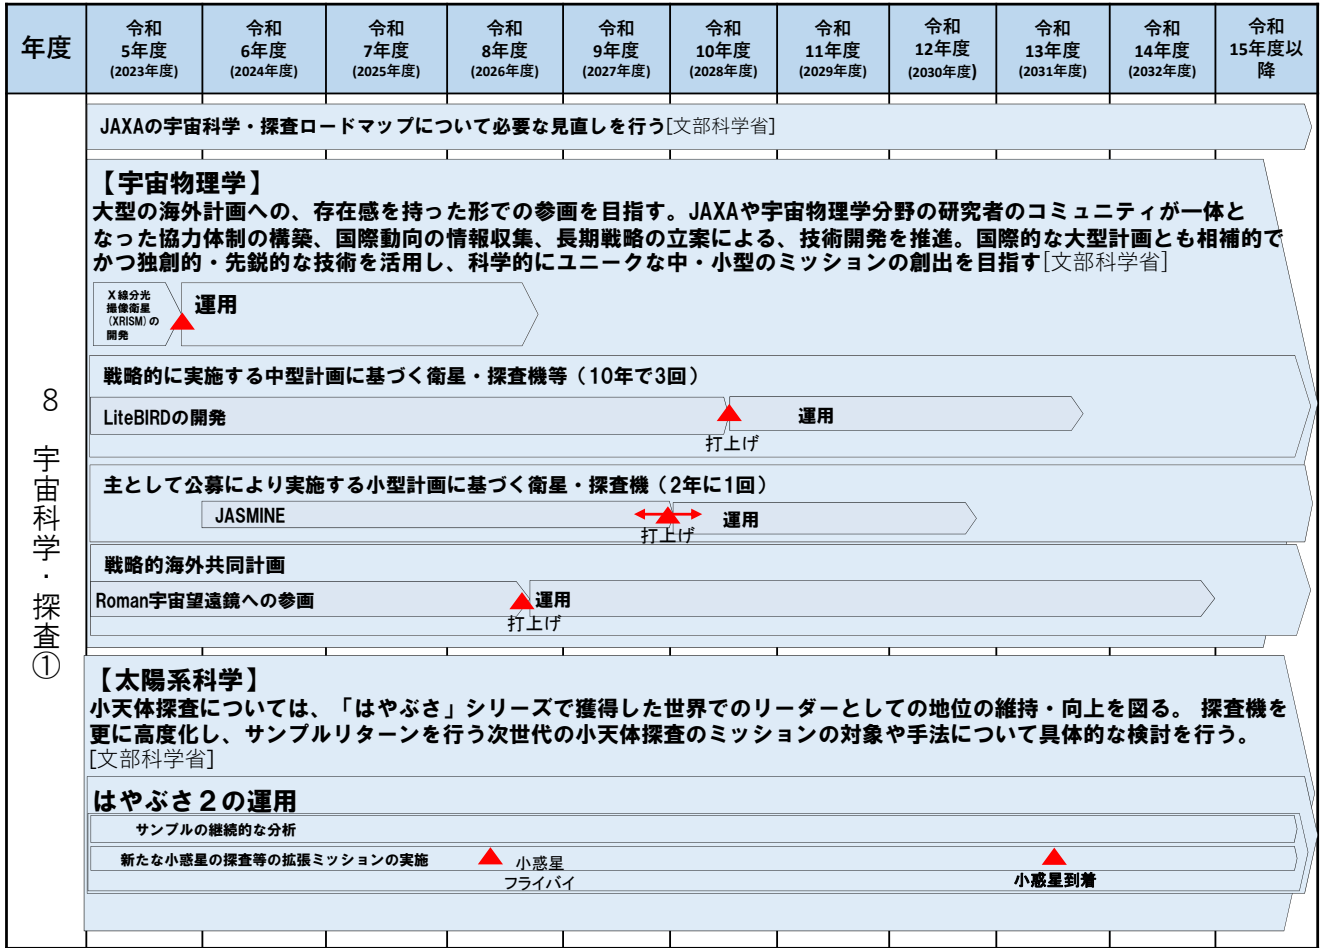 年度
令和
5年度
(2023年度)
令和
6年度
(2024年度)
令和
7年度
(2025年度)
令和
8年度
(2026年度)
令和
9年度
(2027年度)
令和
10年度
(2028年度)
令和
11年度
(2029年度)
令和
12年度
(2030年度)
令和
13年度
(2031年度)
令和
14年度
(2032年度)
令和
15年度以
降
8 宇宙科学・探査①
JAXAの宇宙科学・探査ロードマップについて必要な見直しを行う[文部科学省]
【宇宙物理学】
大型の海外計画への、存在感を持った形での参画を目指す。JAXAや宇宙物理学分野の研究者のコミュニティが一体と
なった協力体制の構築、国際動向の情報収集、長期戦略の立案による、技術開発を推進。国際的な大型計画とも相補的で
かつ独創的・先鋭的な技術を活用し、科学的にユニークな中・小型のミッションの創出を目指す[文部科学省]
X線分光
撮像衛星
(XRISM)の
開発
運用
戦略的に実施する中型計画に基づく衛星・探査機等（10年で3回）
LiteBIRDの開発
運用
打上げ
主として公募により実施する小型計画に基づく衛星・探査機（2年に1回）
JASMINE
運用
打上げ
戦略的海外共同計画
Roman宇宙望遠鏡への参画
運用
打上げ
【太陽系科学】
小天体探査については、「はやぶさ」シリーズで獲得した世界でのリーダーとしての地位の維持・向上を図る。 探査機を
更に高度化し、サンプルリターンを行う次世代の小天体探査のミッションの対象や手法について具体的な検討を行う。
[文部科学省]
はやぶさ２の運用
サンプルの継続的な分析
新たな小惑星の探査等の拡張ミッションの実施
小惑星
フライバイ
小惑星到着